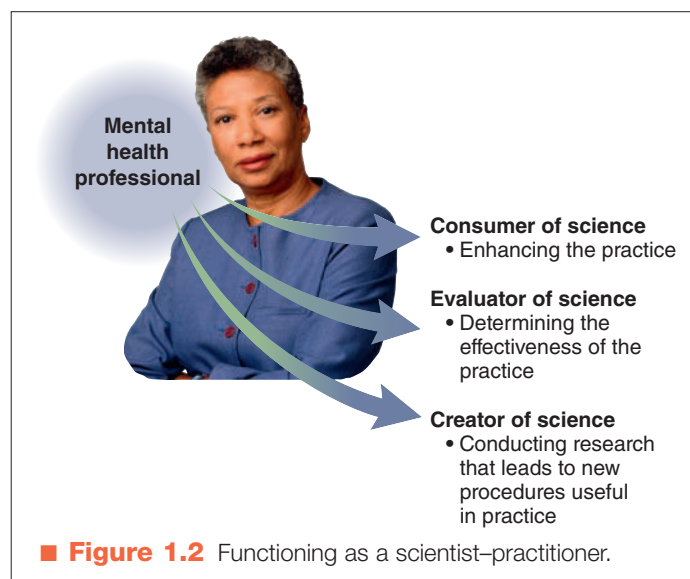 Mental
health
professional
Consumer of science
• Enhancing the practice
Evaluator of science
• Determining the
effectiveness of the
practice
Creator of science
• Conducting research
that leads to new
procedures useful
in practice
■ Figure 1.2 Functioning as a scientist–practitioner.